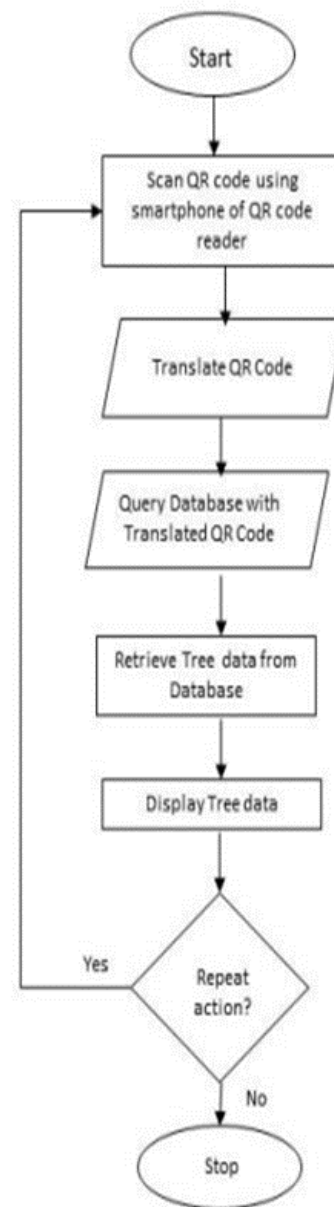 Start
Scan QR code using
smartphone of QR code
reader
Translate QR Code
Query Database with
Translated QR Code
Retrieve Tree data from
Database
Display Tree data
Yes
Repeat
action?
No
Stop